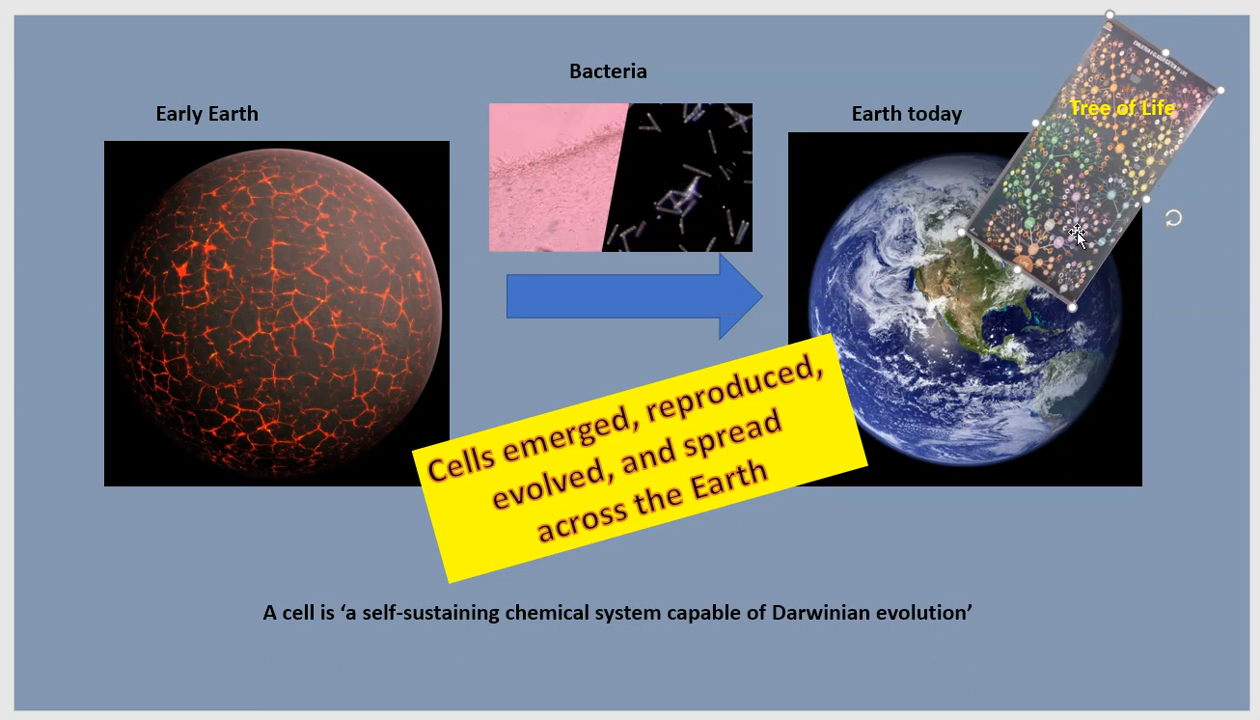 Bacteria
Early Earth
Earth today
Tree of Life
Cells emerged, reproduced,
evolved, and spread
across the Earth
A cell is ‘a self-sustaining chemical system capable of Darwinian evolution’